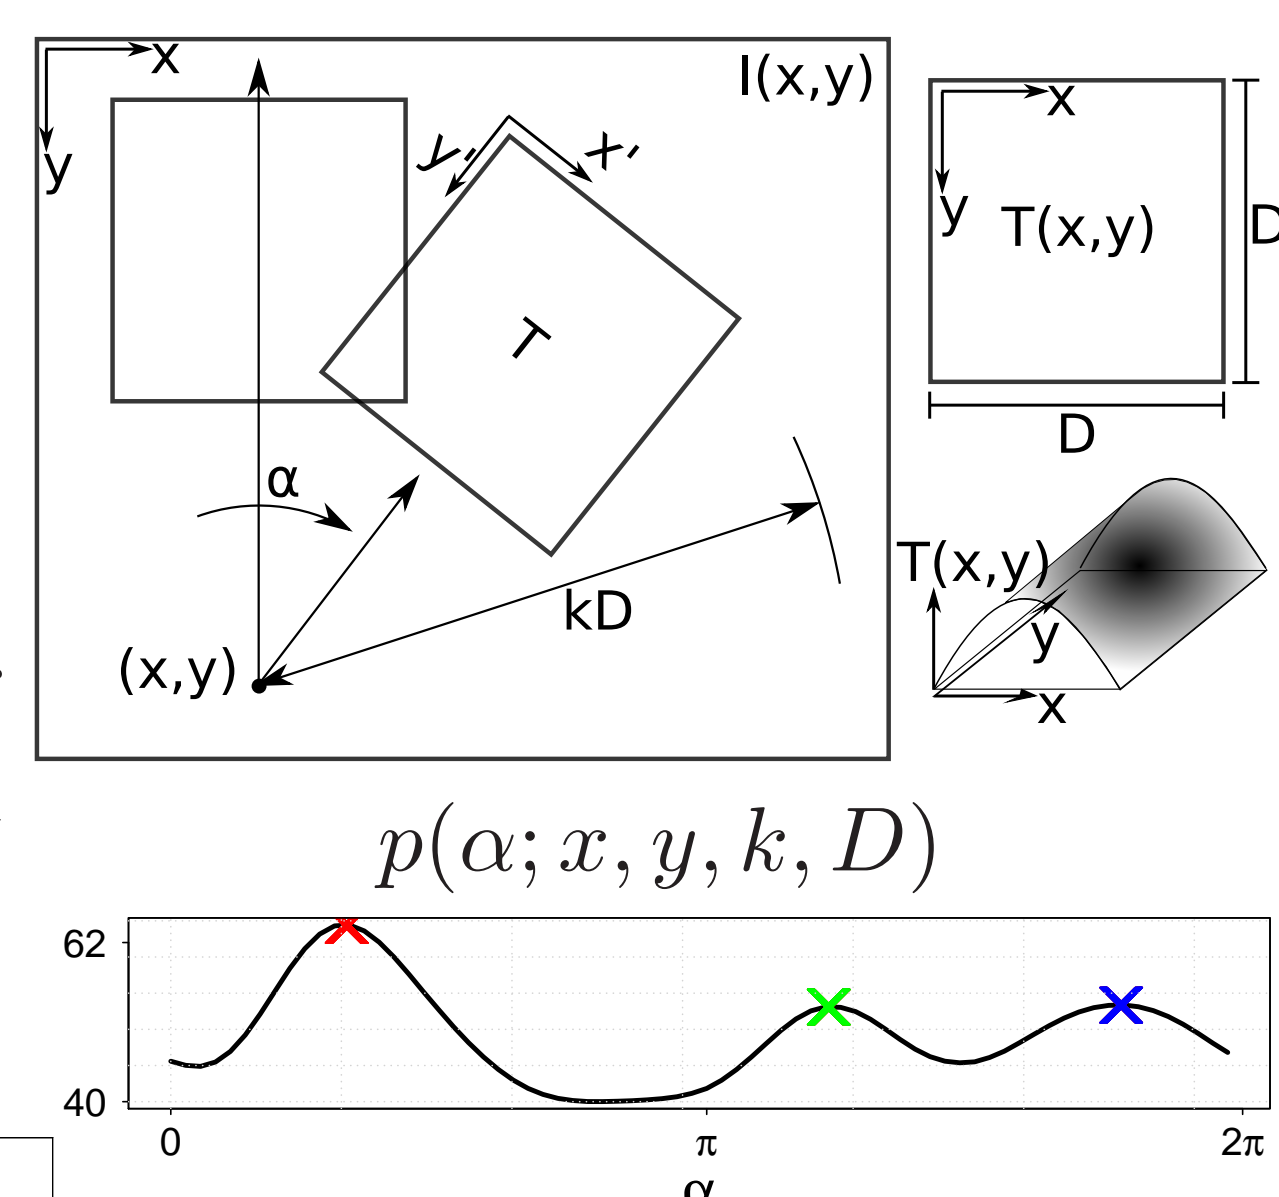 x
I(x,y)
y
y'
x'
T
α
kD
(x,y)
x
y
T(x,y)
D
D
T(x,y)
y
x
p(α; x, y, k, D)
62
40
0
π
2π
α